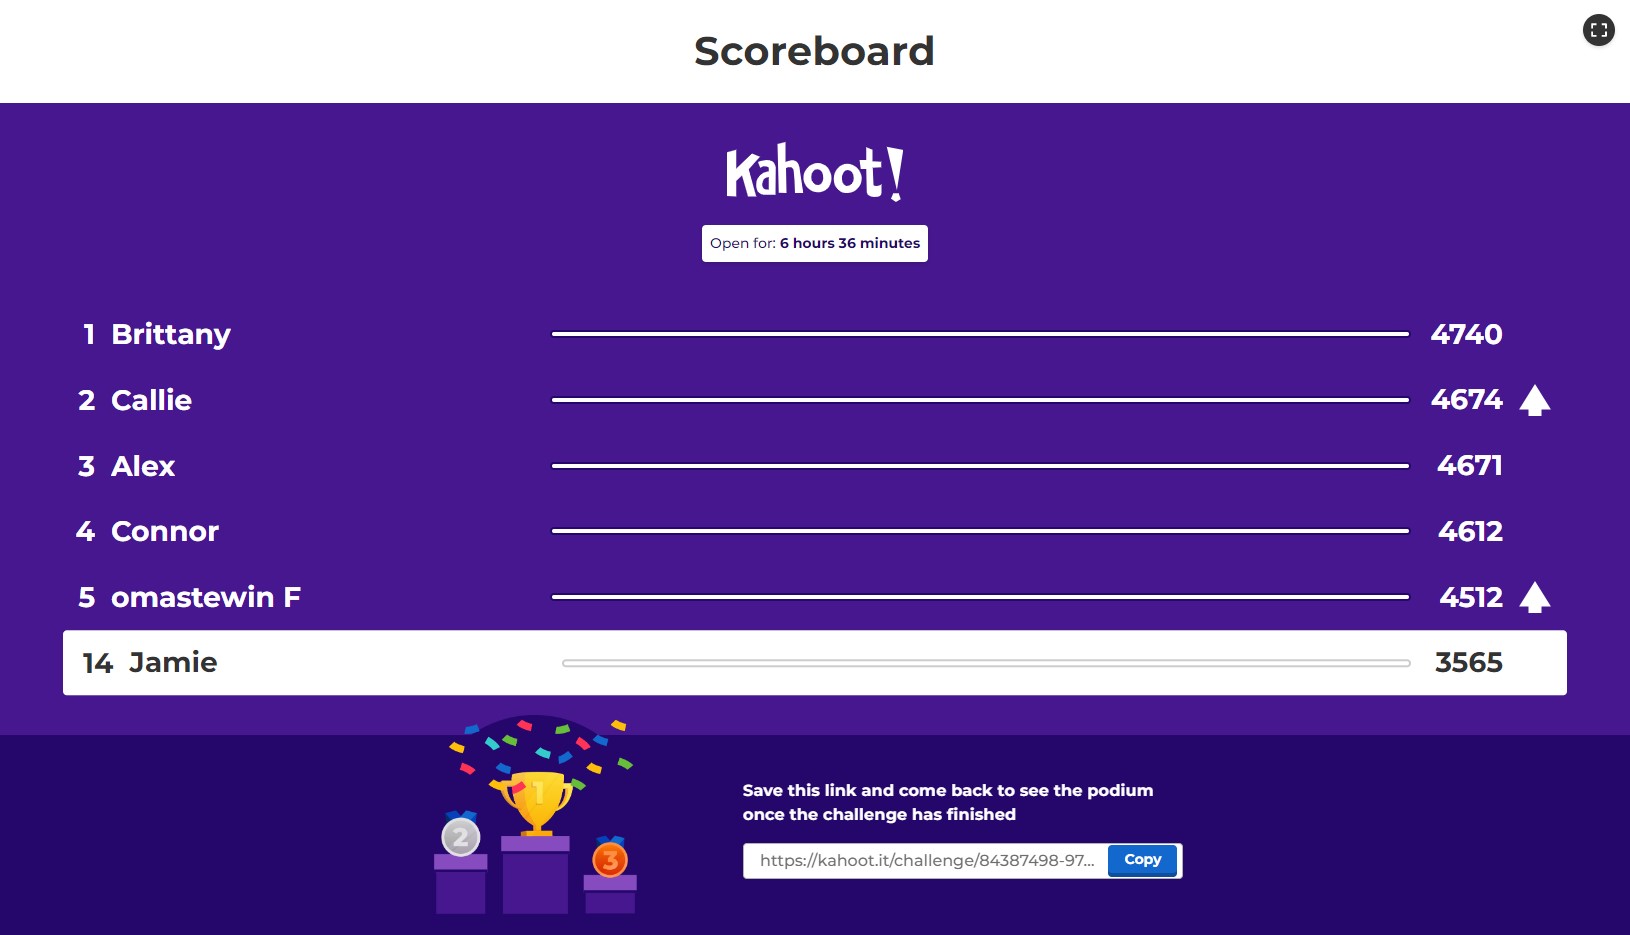 Scoreboard
Kahoot!
Open for: 6 hours 36 minutes
1 Brittany 4740
2 Callie 4674
3 Alex 4671
4 Connor 4612
5 omastewin F 4512
14 Jamie 3565
1
2
3
Save this link and come back to see the podium
once the challenge has finished
https://kahoot.it/challenge/84387498-97... Copy